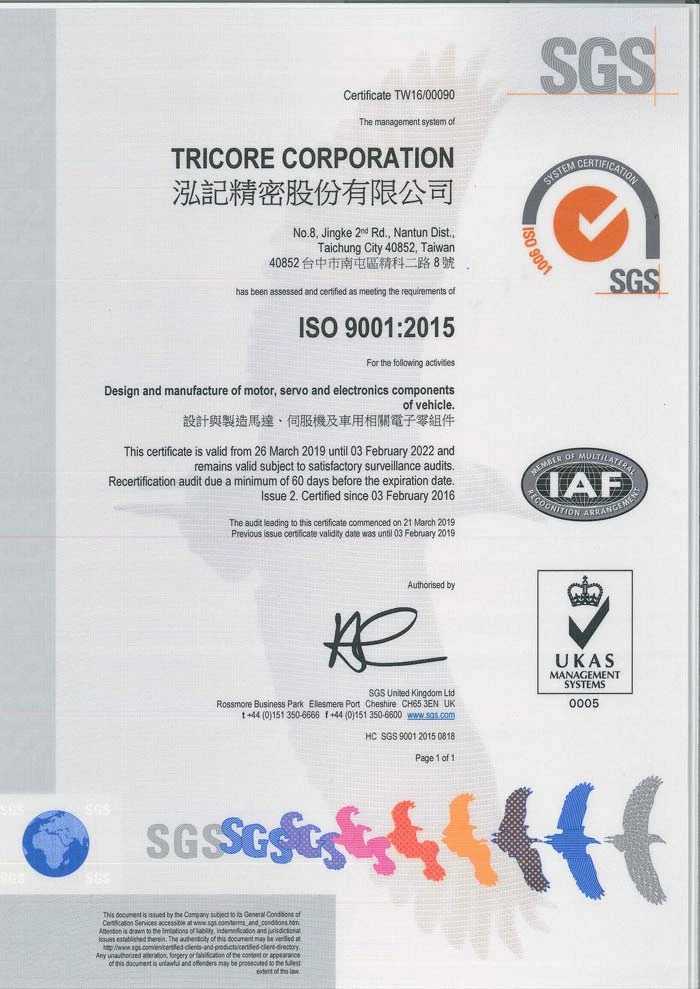 SGS
Certificate TW16/00090
The management system of
TRICORE CORPORATION
泓記精密股份有限公司
No.8, Jingke 2nd Rd., Nantun Dist.,
Taichung City 40852, Taiwan
40852 台中市南屯區精科二路 8 號
has been assessed and certified as meeting the requirements of
ISO 9001:2015
For the following activities
Design and manufacture of motor, servo and electronics components
of vehicle.
設計與製造馬達、伺服機及車用相關電子零組件
This certificate is valid from 26 March 2019 until 03 February 2022 and
remains valid subject to satisfactory surveillance audits.
Recertification audit due a minimum of 60 days before the expiration date.
Issue 2. Certified since 03 February 2016
The audit leading to this certificate commenced on 21 March 2019
Previous issue certificate validity date was until 03 February 2019
Authorised by
SGS United Kingdom Ltd
Rossmore Business Park Ellesmere Port Cheshire CH65 3EN UK
t +44 (0)151 350-6666 f +44 (0)151 350-6600 www.sgs.com
HC SGS 9001 2015 0818
Page 1 of 1
SYSTEM CERTIFICATION
ISO 9001
SGS
MEMBER OF MULTILATERAL
IAF
RECOGNITION ARRANGEMENT
UKAS
MANAGEMENT
SYSTEMS
0005
SGS SGS
SGS SGS
SGS SGS SGS SGS
This document is issued by the Company subject to its General Conditions of
Certification Services accessible at www.sgs.com/terms_and_conditions.htm.
Attention is drawn to the limitations of liability, indemnification and jurisdictional
issues established therein. The authenticity of this document may be verified at
http://www.sgs.com/en/certified-clients-and-products/certified-client-directory.
Any unauthorized alteration, forgery or falsification of the content or appearance
of this document is unlawful and offenders may be prosecuted to the fullest
extent of the law.